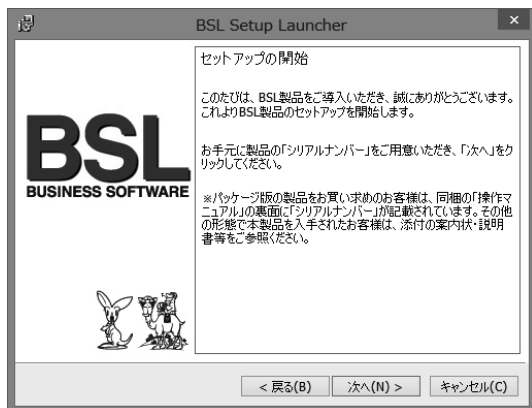 BSL Setup Launcher
×
セットアップの開始
このたびは、BSL製品をご導入いただき、誠にありがとうございます。
これよりBSL製品のセットアップを開始します。
お手元に製品の「シリアルナンバー」をご用意いただき、「次へ」をク
リックしてください。
※パッケージ版の製品をお買い求めのお客様は、同梱の「操作マ
ニュアル」の裏面に「シリアルナンバー」が記載されています。その他
の形態で本製品を入手されたお客様は、添付の案内状・説明
書等をご参照ください。
BSL
BUSINESS SOFTWARE
< 戻る(B)
次へ(N) >
キャンセル(C)